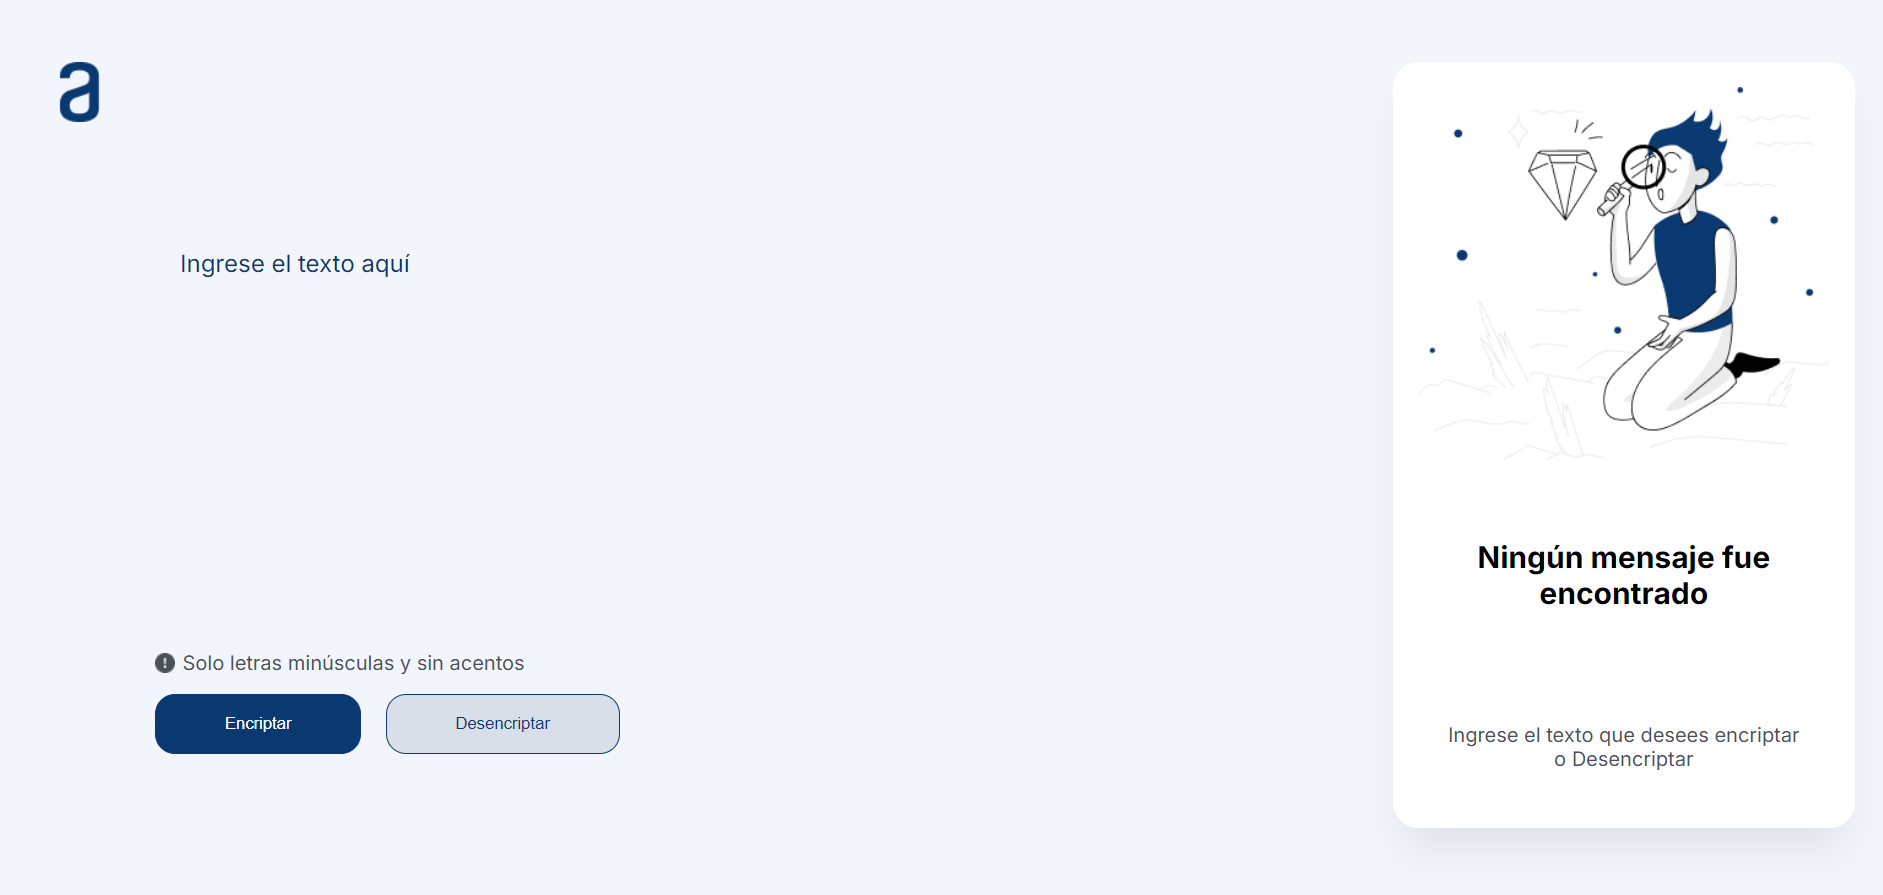 a
Ingrese el texto aquí
Solo letras minúsculas y sin acentos
Encriptar
Desencriptar
Ningún mensaje fue
encontrado
Ingrese el texto que desees encriptar
o Desencriptar